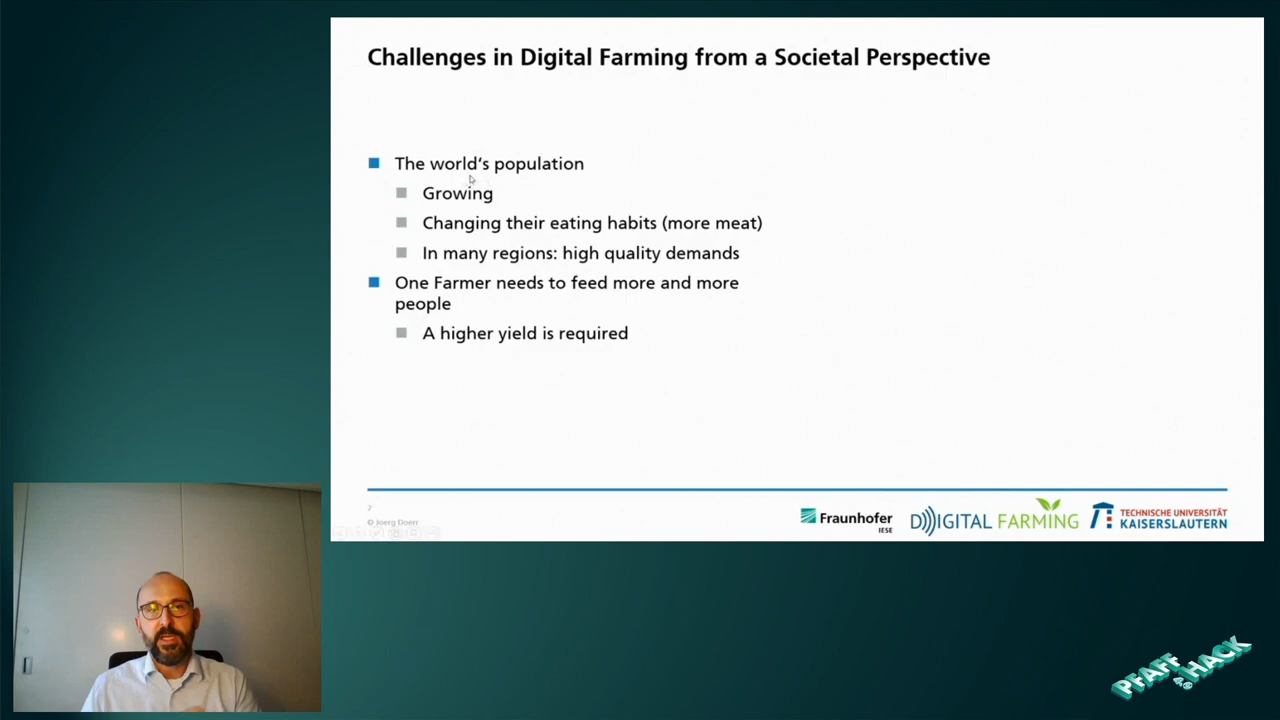 Challenges in Digital Farming from a Societal Perspective
The world's population
Growing
Changing their eating habits (more meat)
In many regions: high quality demands
One Farmer needs to feed more and more
people
A higher yield is required
7
© Joerg Doerr
Fraunhofer
IESE
DIGITAL FARMING
TECHNISCHE UNIVERSITÄT
KAISERSLAUTERN
PFAFF
HACK